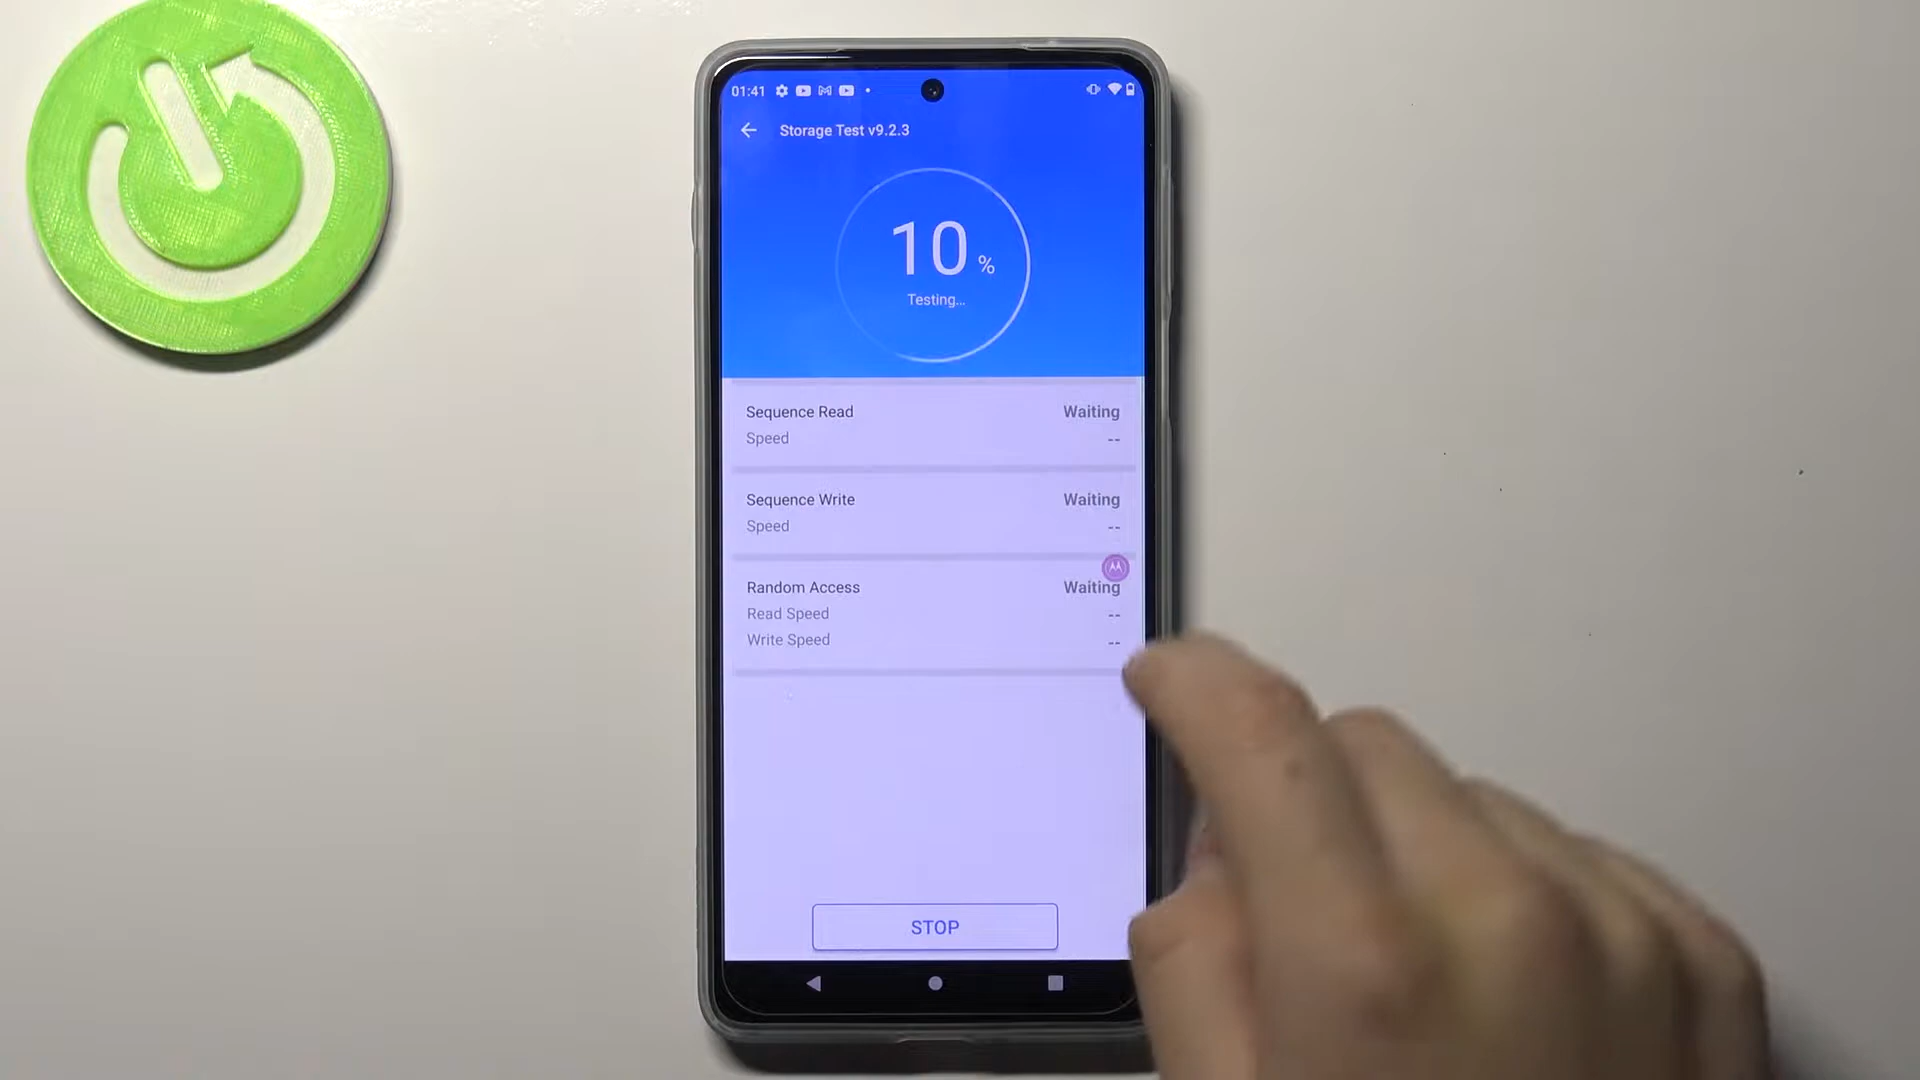 01:41
Storage Test v9.2.3
10 %
Testing...
Sequence Read Waiting
Speed --
Sequence Write Waiting
Speed --
Random Access Waiting
Read Speed --
Write Speed --
STOP